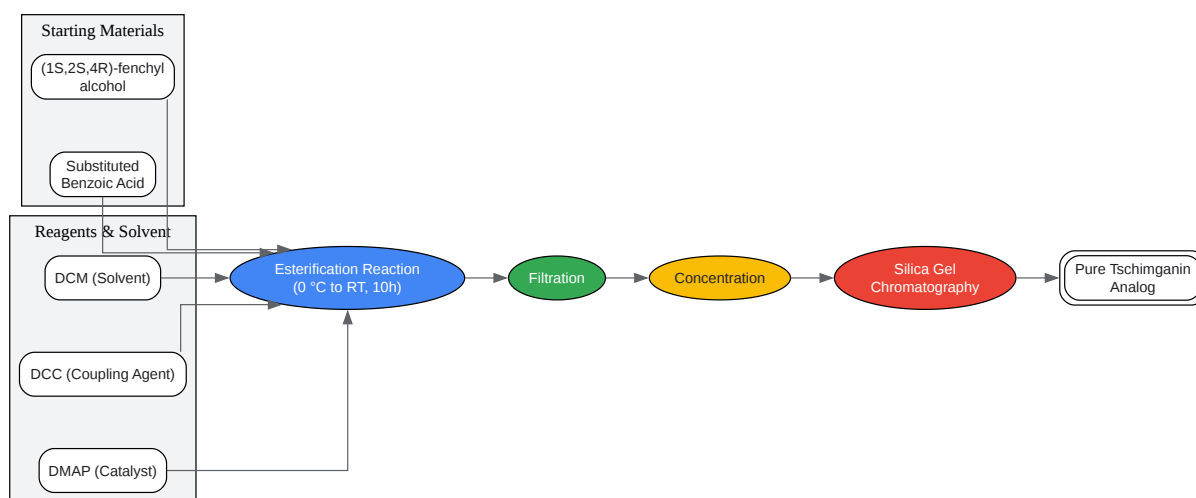 Starting Materials
(1S,2S,4R)-fenchyl
alcohol
Substituted
Benzoic Acid
Reagents & Solvent
DCM (Solvent)
DCC (Coupling Agent)
DMAP (Catalyst)
Esterification Reaction
(0 °C to RT, 10h)
Filtration
Concentration
Silica Gel
Chromatography
Pure Tschimganin
Analog